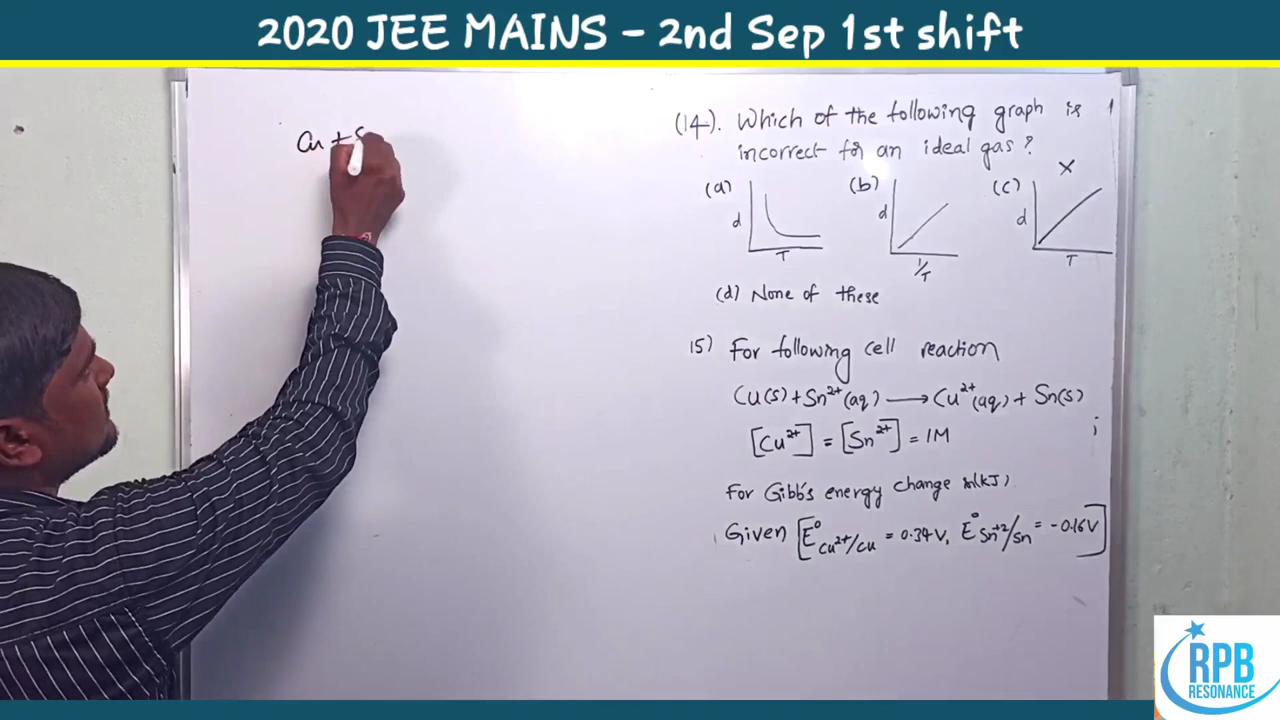 2020 JEE MAINS - 2nd Sep 1st shift
Cu + S
(14). Which of the following graph is
incorrect for an ideal gas?
(a) (b) (c) X
d d d
T 1/T T
(d) None of these
15) For following cell reaction
Cu(s) + Sn²⁺(aq) ⟶ Cu²⁺(aq) + Sn(s)
[Cu²⁺] = [Sn²⁺] = 1M
For Gibb's energy change in(kJ).
Given [E⁰Cu²⁺/Cu = 0.34V, E⁰Sn⁺²/Sn = -0.16V]
RPB
RESONANCE